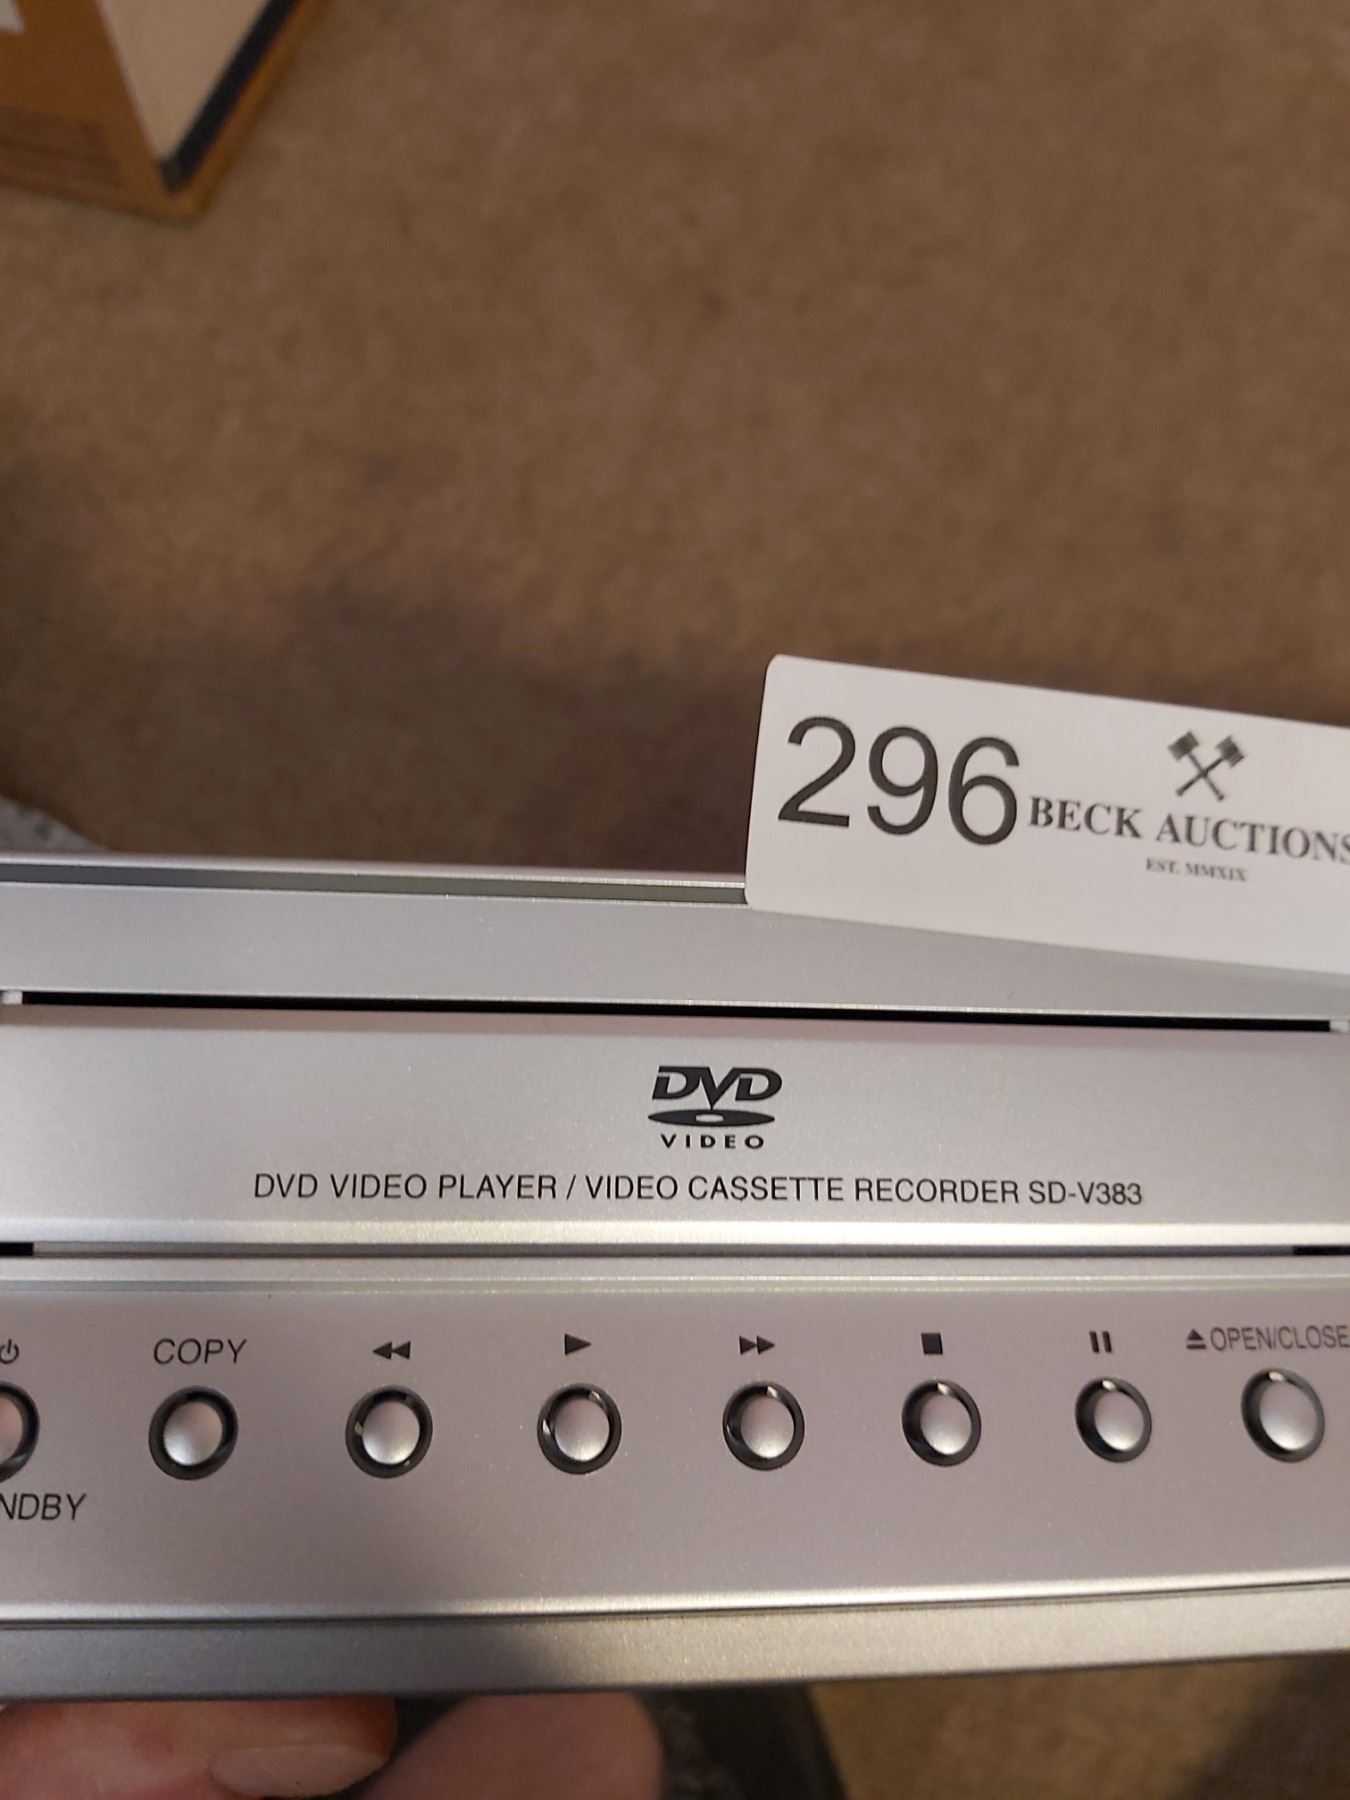 296 BECK AUCTIONS
EST. MMXIX
DVD
VIDEO
DVD VIDEO PLAYER / VIDEO CASSETTE RECORDER SD-V383
COPY OPEN/CLOSE
NDBY